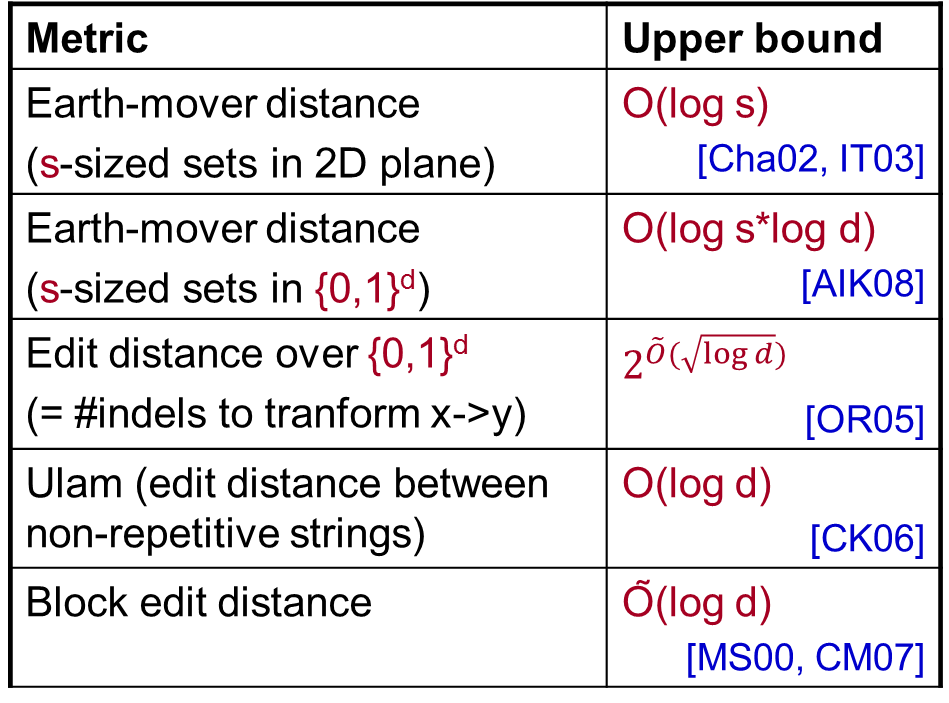 Metric Upper bound
Earth-mover distance O(log s)
(s-sized sets in 2D plane) [Cha02, IT03]
Earth-mover distance O(log s*log d)
(s-sized sets in {0,1}ᵈ) [AIK08]
Edit distance over {0,1}ᵈ 2^Õ(√log d)
(= #indels to tranform x->y) [OR05]
Ulam (edit distance between O(log d)
non-repetitive strings) [CK06]
Block edit distance Õ(log d)
[MS00, CM07]